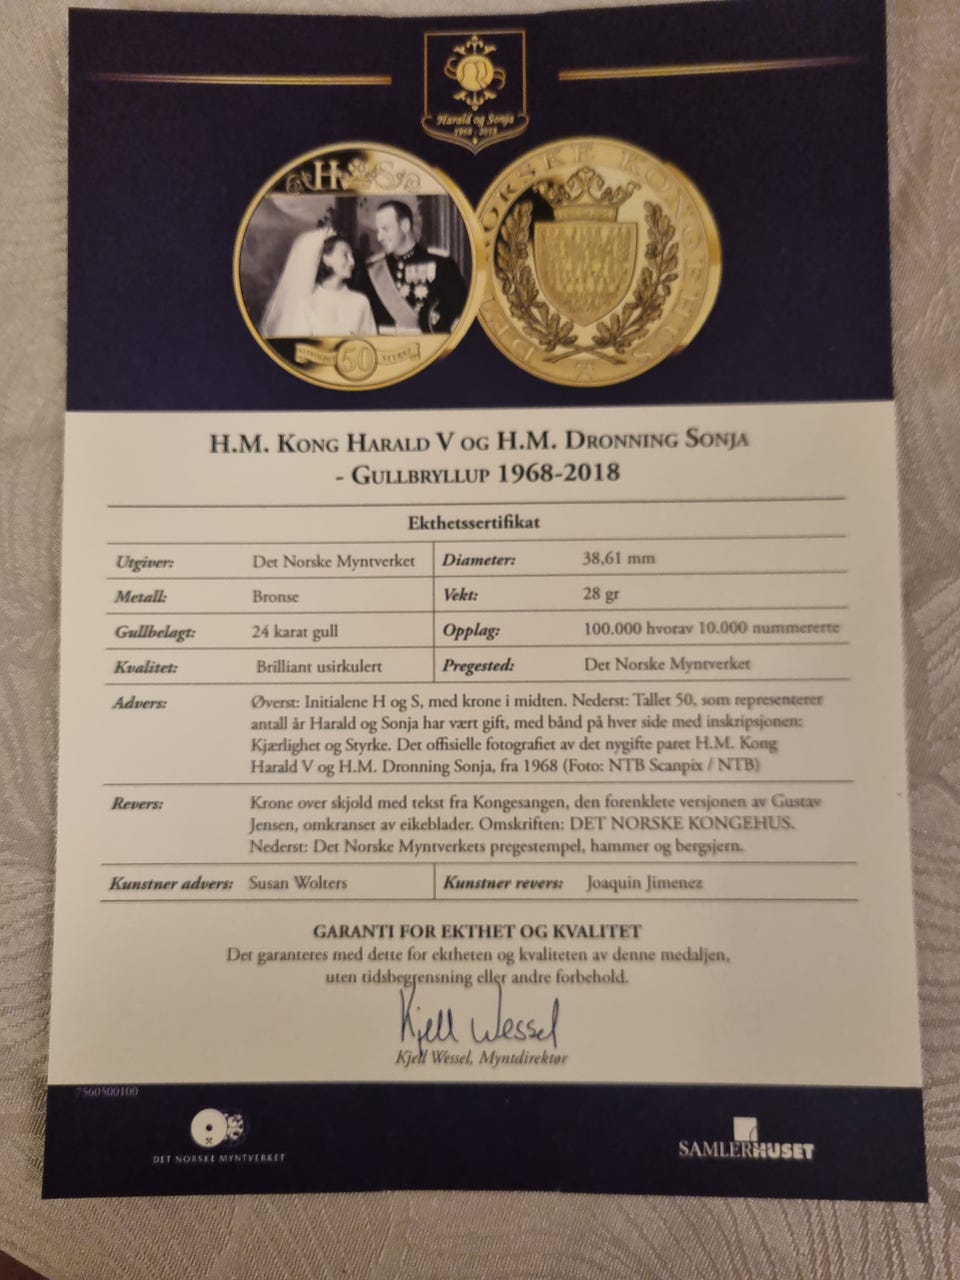 Harald og Sonja
1968 - 2018
H S
50
DET NORSKE KONGEHUS
H.M. Kong Harald V og H.M. Dronning Sonja
- Gullbryllup 1968-2018
Ekthetssertifikat
Utgiver: Det Norske Myntverket Diameter: 38,61 mm
Metall: Bronse Vekt: 28 gr
Gullbelagt: 24 karat gull Opplag: 100.000 hvorav 10.000 nummererte
Kvalitet: Brilliant usirkulert Pregested: Det Norske Myntverket
Advers: Øverst: Initialene H og S, med krone i midten. Nederst: Tallet 50, som representerer
antall år Harald og Sonja har vært gift, med bånd på hver side med inskripsjonen:
Kjærlighet og Styrke. Det offisielle fotografiet av det nygifte paret H.M. Kong
Harald V og H.M. Dronning Sonja, fra 1968 (Foto: NTB Scanpix / NTB)
Revers: Krone over skjold med tekst fra Kongesangen, den forenklete versjonen av Gustav
Jensen, omkranset av eikeblader. Omskriften: DET NORSKE KONGEHUS.
Nederst: Det Norske Myntverkets pregestempel, hammer og bergsjern.
Kunstner advers: Susan Wolters Kunstner revers: Joaquin Jimenez
GARANTI FOR EKTHET OG KVALITET
Det garanteres med dette for ektheten og kvaliteten av denne medaljen,
uten tidsbegrensning eller andre forbehold.
Kjell Wessel
Kjell Wessel, Myntdirektør
7560500100
DET NORSKE MYNTVERKET
SAMLERHUSET